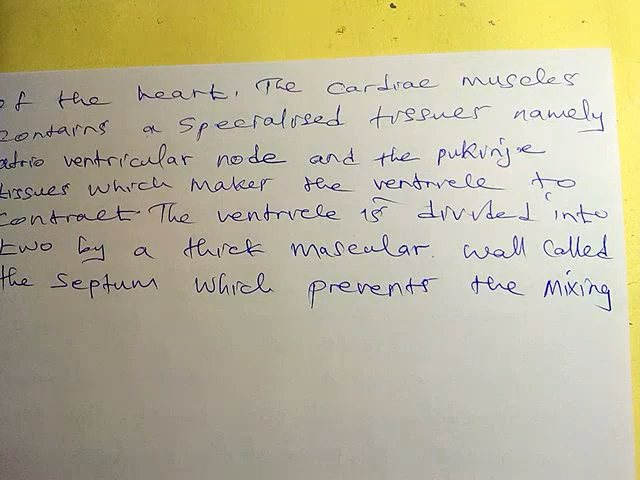 of the heart. The cardiac muscles
contains a specialised tissues namely
atrio ventricular node and the pukinje
tissues which maker the ventricle to
contract. The ventricle is divided into
two by a thick mascular. wall called
the septum which prevents the mixing